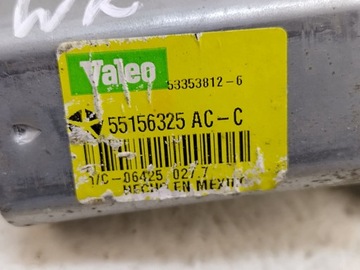 WK
Valeo
53353812-6
55156325 AC-C
T/C-06425 027.7
HECHO EN MEXICO